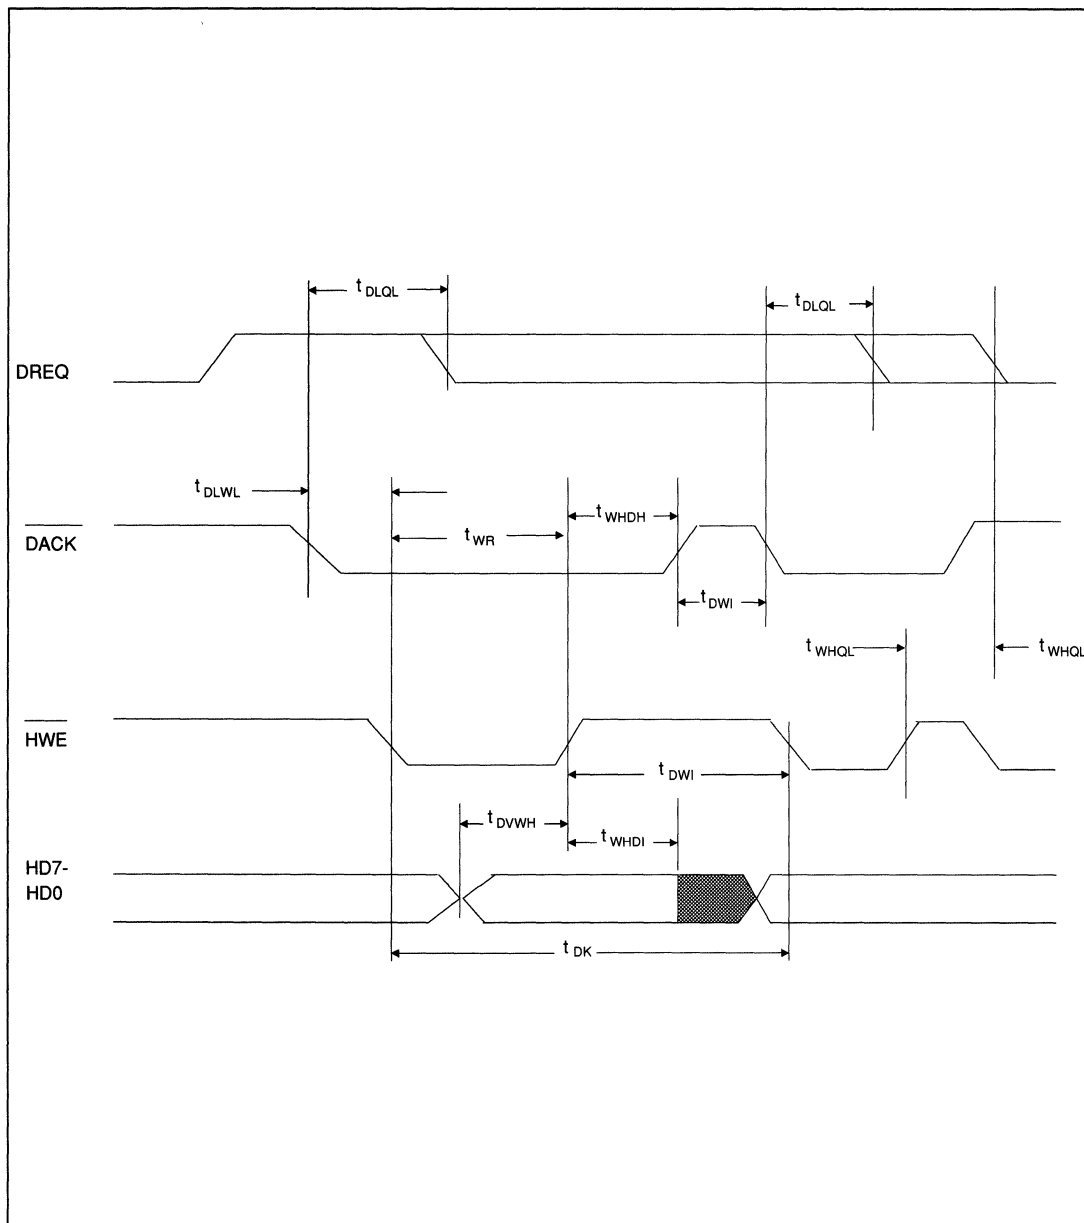 t DLQL
t DLQL
DREQ
t DLWL
t WHDH
DACK
t WR
t DWI
t WHQL
t WHQL
HWE
t DWI
t DVWH
t WHDI
HD7-
HD0
t DK